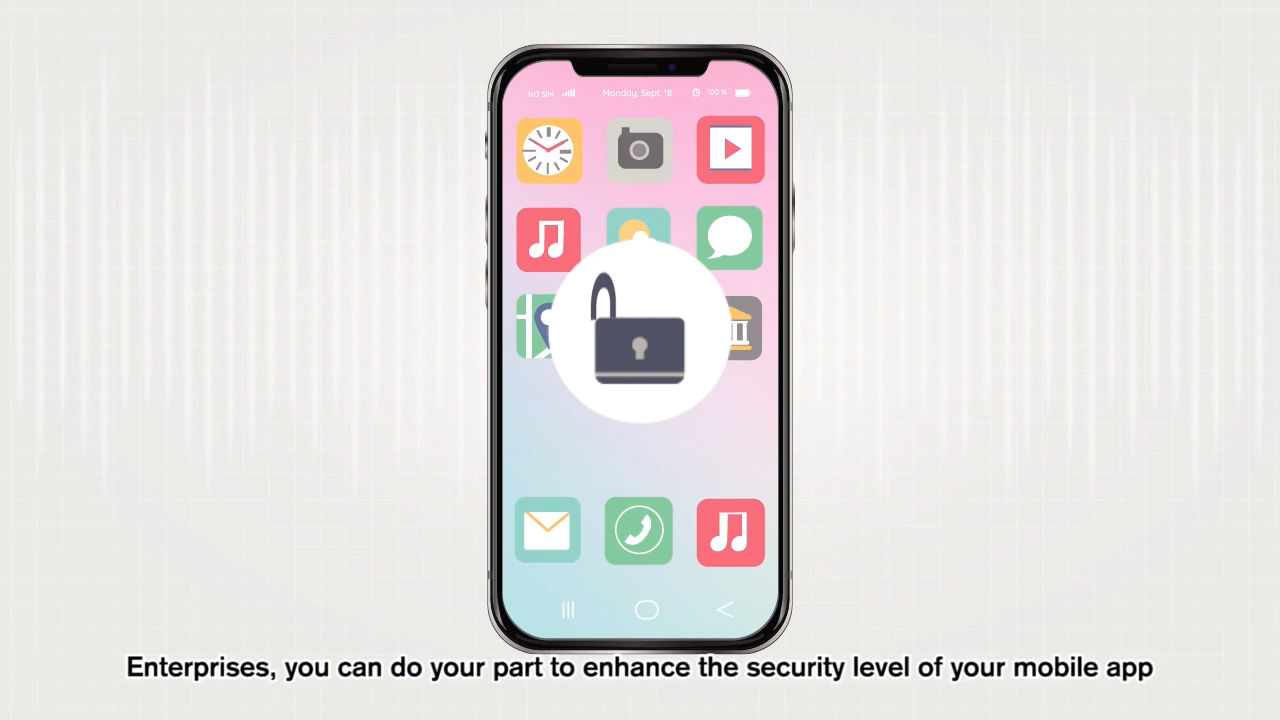 NO SIM Monday, Sept. 18 100 %
Enterprises, you can do your part to enhance the security level of your mobile app